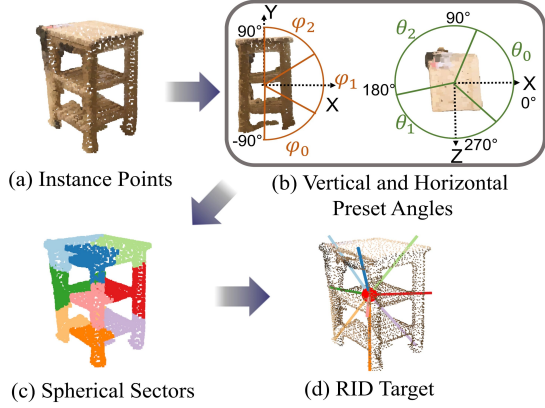 Y
90°
φ₂
φ₁
X
-90°
φ₀
90°
θ₂
θ₀
X
180°
0°
θ₁
Z
270°
(a) Instance Points
(b) Vertical and Horizontal
Preset Angles
(c) Spherical Sectors
(d) RID Target